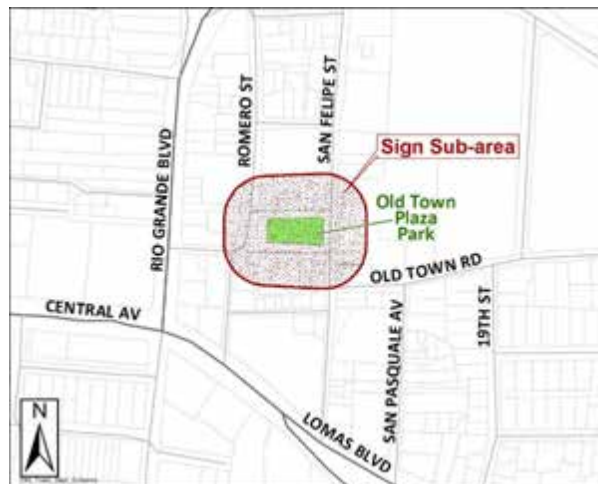 ROMERO ST
SAN FELIPE ST
RIO GRANDE BLVD
Sign Sub-area
Old Town
Plaza
Park
OLD TOWN RD
CENTRAL AV
SAN PASQUALE AV
19TH ST
LOMAS BLVD
N